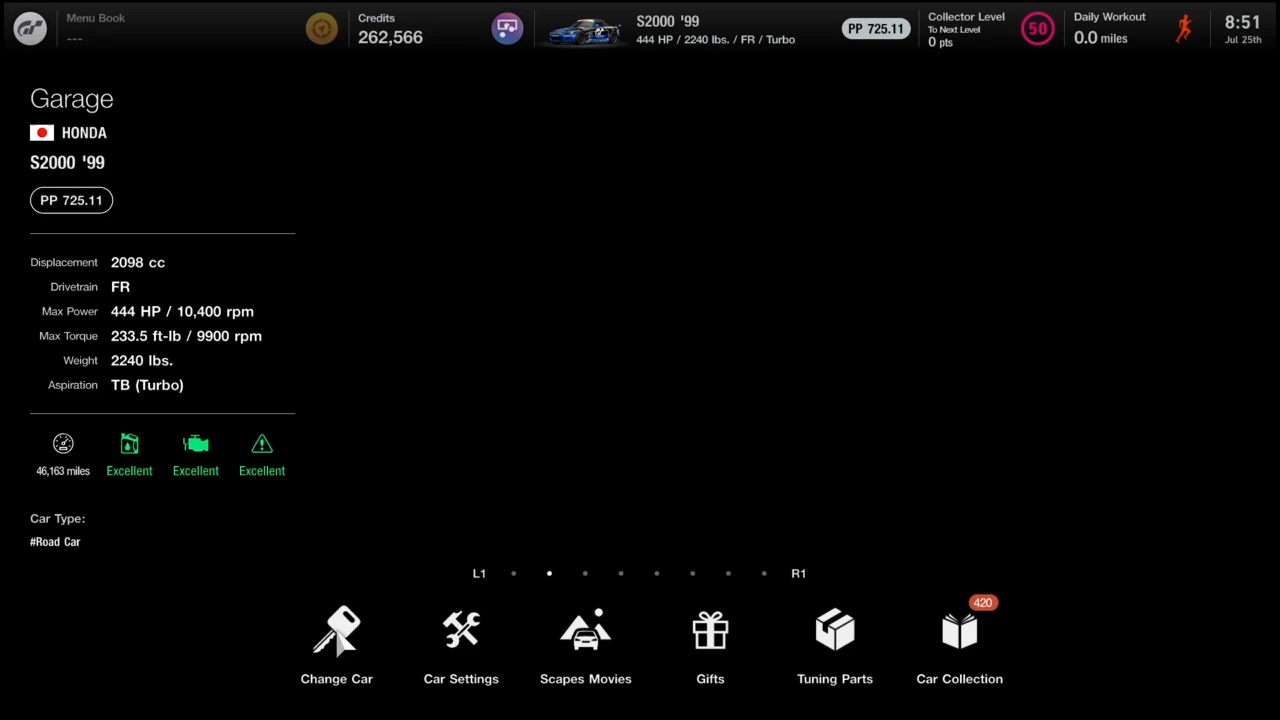 Menu Book
---
Credits
262,566
S2000 '99
444 HP / 2240 lbs. / FR / Turbo
PP 725.11
Collector Level
To Next Level
0 pts
50
Daily Workout
0.0 miles
8:51
Jul 25th
Garage
HONDA
S2000 '99
PP 725.11
Displacement 2098 cc
Drivetrain FR
Max Power 444 HP / 10,400 rpm
Max Torque 233.5 ft-lb / 9900 rpm
Weight 2240 lbs.
Aspiration TB (Turbo)
46,163 miles Excellent Excellent Excellent
Car Type:
#Road Car
L1 R1
420
Change Car Car Settings Scapes Movies Gifts Tuning Parts Car Collection